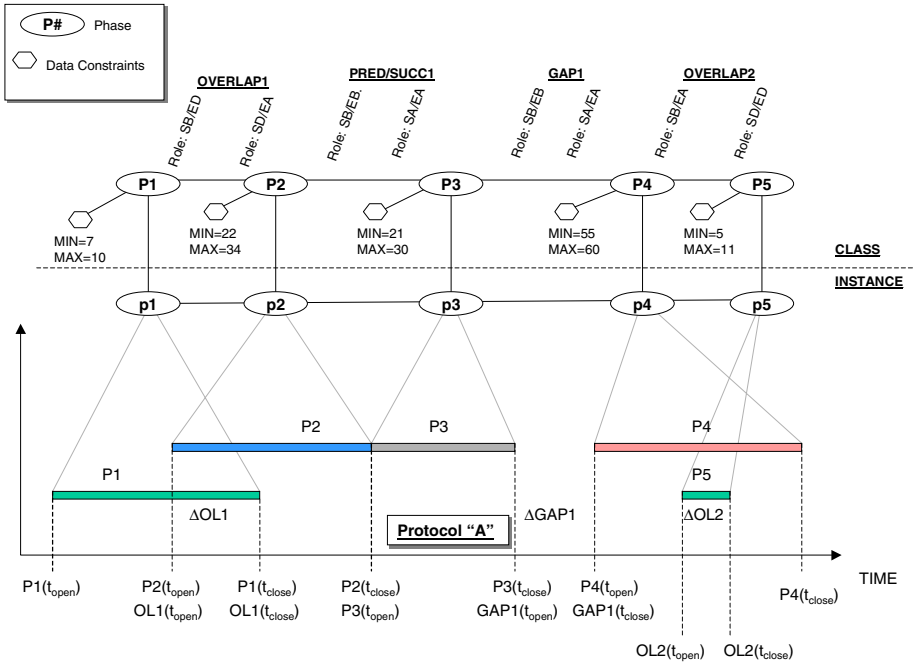 P# Phase
Data Constraints
OVERLAP1
PRED/SUCC1
GAP1
OVERLAP2
Role: SB/ED
Role: SD/EA
Role: SB/EB.
Role: SA/EA
Role: SB/EB
Role: SA/EA
Role: SB/EA
Role: SD/ED
P1 P2 P3 P4 P5
MIN=7
MAX=10
MIN=22
MAX=34
MIN=21
MAX=30
MIN=55
MAX=60
MIN=5
MAX=11
CLASS
INSTANCE
p1 p2 p3 p4 p5
P2 P3 P4
P1 P5
ΔOL1 ΔGAP1 ΔOL2
Protocol “A”
TIME
P1(topen)
P2(topen)
OL1(topen)
P1(tclose)
OL1(tclose)
P2(tclose)
P3(topen)
P3(tclose)
GAP1(topen)
P4(topen)
GAP1(tclose)
P4(tclose)
OL2(topen)
OL2(tclose)